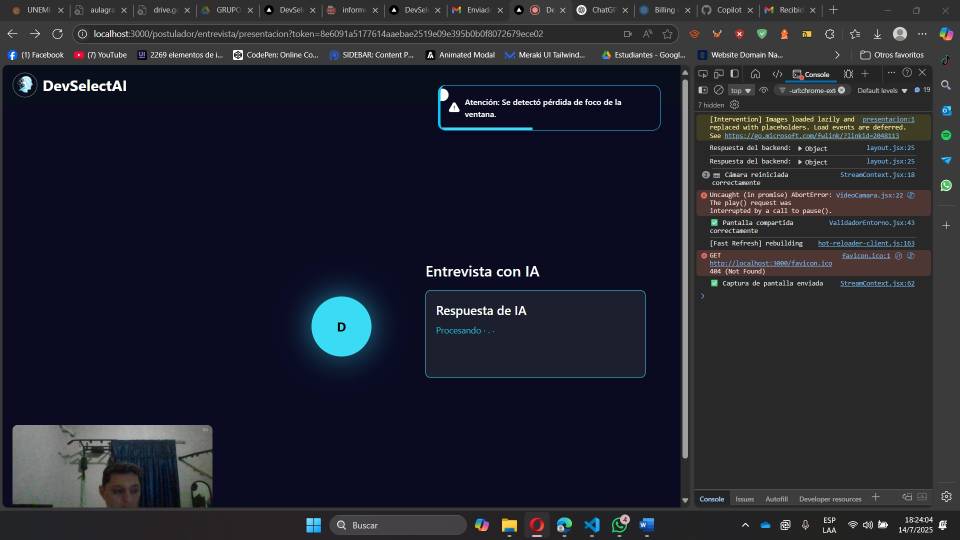 UNEMI
aulagra
drive.go
GRUPO
DevSele
inform
DevSele
Enviad
De
ChatG
Billing
Copilot
Recibid
localhost:3000/postulador/entrevista/presentacion?token=8e6091a5177614aaebae2519e09e395b0b0f8072679ece02
(1) Facebook
(7) YouTube
2269 elementos de i...
CodePen: Online Co...
SIDEBAR: Content P...
Animated Modal
Meraki UI Tailwind...
Estudiantes - Googl...
Website Domain Na...
Otros favoritos
DevSelectAI
Atención: Se detectó pérdida de foco de la
ventana.
Entrevista con IA
D
Respuesta de IA
Procesando · . ·
Console
top
-url:chrome-ext
Default levels
19
7 hidden
[Intervention] Images loaded lazily and presentacion:1
replaced with placeholders. Load events are deferred.
See https://go.microsoft.com/fwlink/?linkid=2048113
Respuesta del backend: ▶ Object layout.jsx:25
Respuesta del backend: ▶ Object layout.jsx:25
2 Cámara reiniciada StreamContext.jsx:18
correctamente
Uncaught (in promise) AbortError: VideoCamara.jsx:22
The play() request was
interrupted by a call to pause().
✅ Pantalla compartida ValidadorEntorno.jsx:43
correctamente
[Fast Refresh] rebuilding hot-reloader-client.js:163
GET favicon.ico:1
http://localhost:3000/favicon.ico
404 (Not Found)
✅ Captura de pantalla enviada StreamContext.jsx:62
Console
Issues
Autofill
Developer resources
Buscar
4
ESP
LAA
18:24:04
14/7/2025